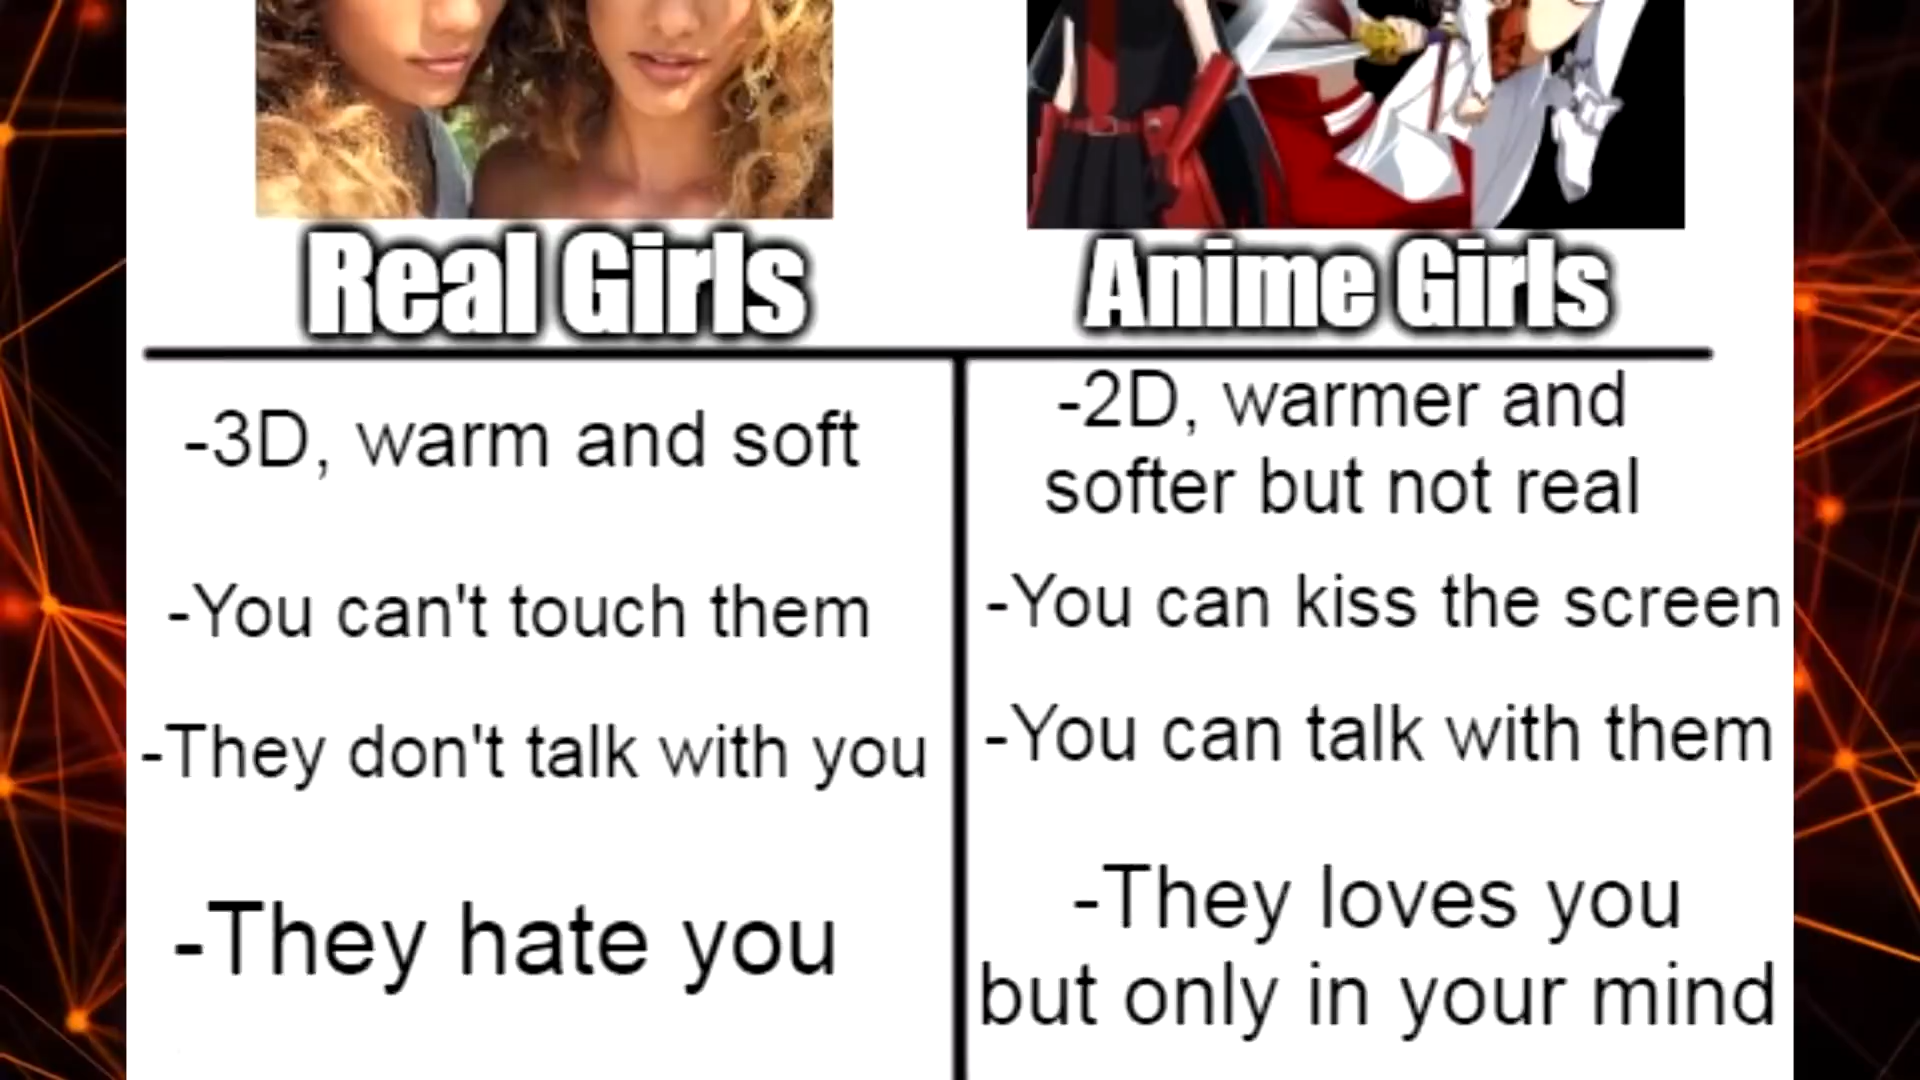 Real Girls
Anime Girls
-3D, warm and soft
-You can't touch them
-They don't talk with you
-They hate you
-2D, warmer and
softer but not real
-You can kiss the screen
-You can talk with them
-They loves you
but only in your mind